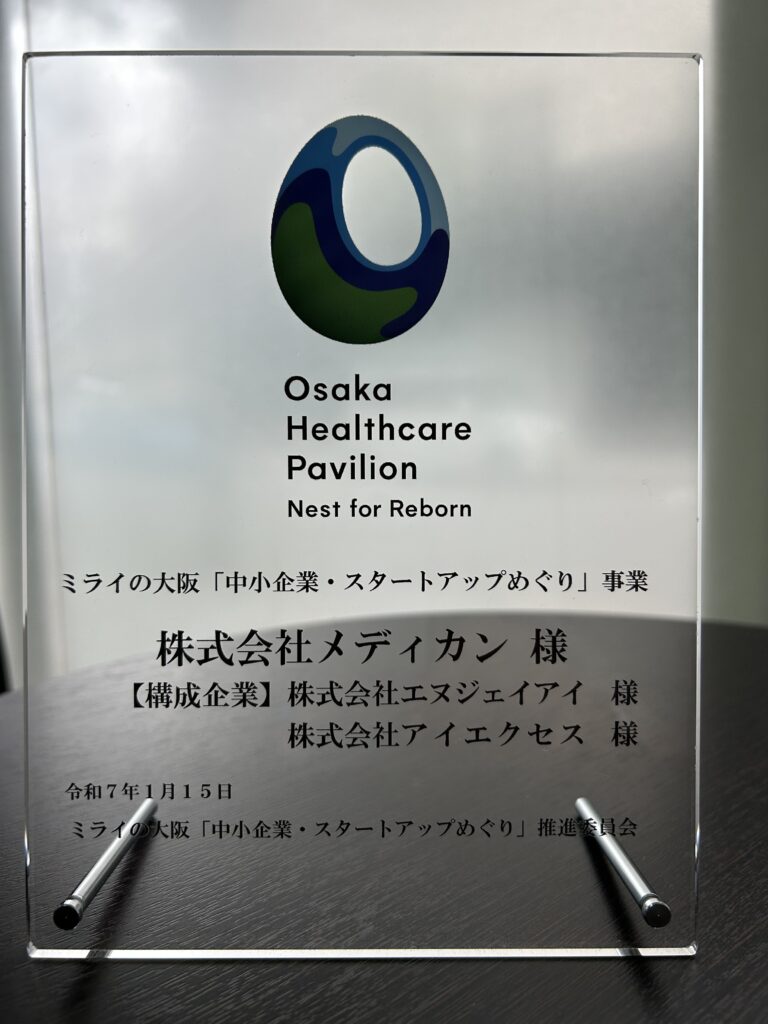 Osaka
Healthcare
Pavilion
Nest for Reborn
ミライの大阪「中小企業・スタートアップめぐり」事業
株式会社メディカン 様
【構成企業】株式会社エヌジェイアイ 様
株式会社アイエクセス 様
令和7年1月15日
ミライの大阪「中小企業・スタートアップめぐり」推進委員会